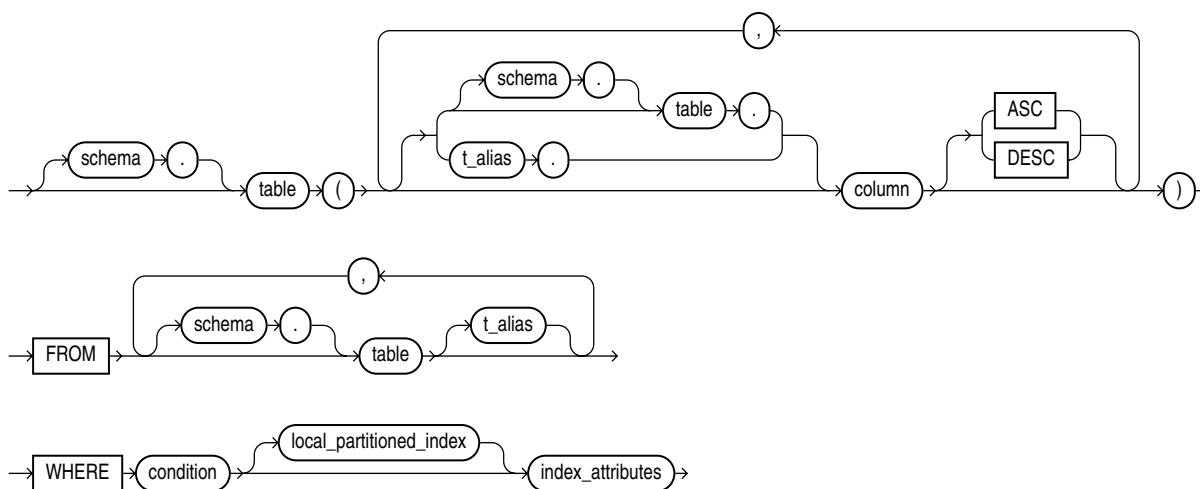 ,
schema . table .
ASC
t_alias .
DESC
schema . table ( column )
,
schema . t_alias
FROM table
local_partitioned_index
WHERE condition index_attributes